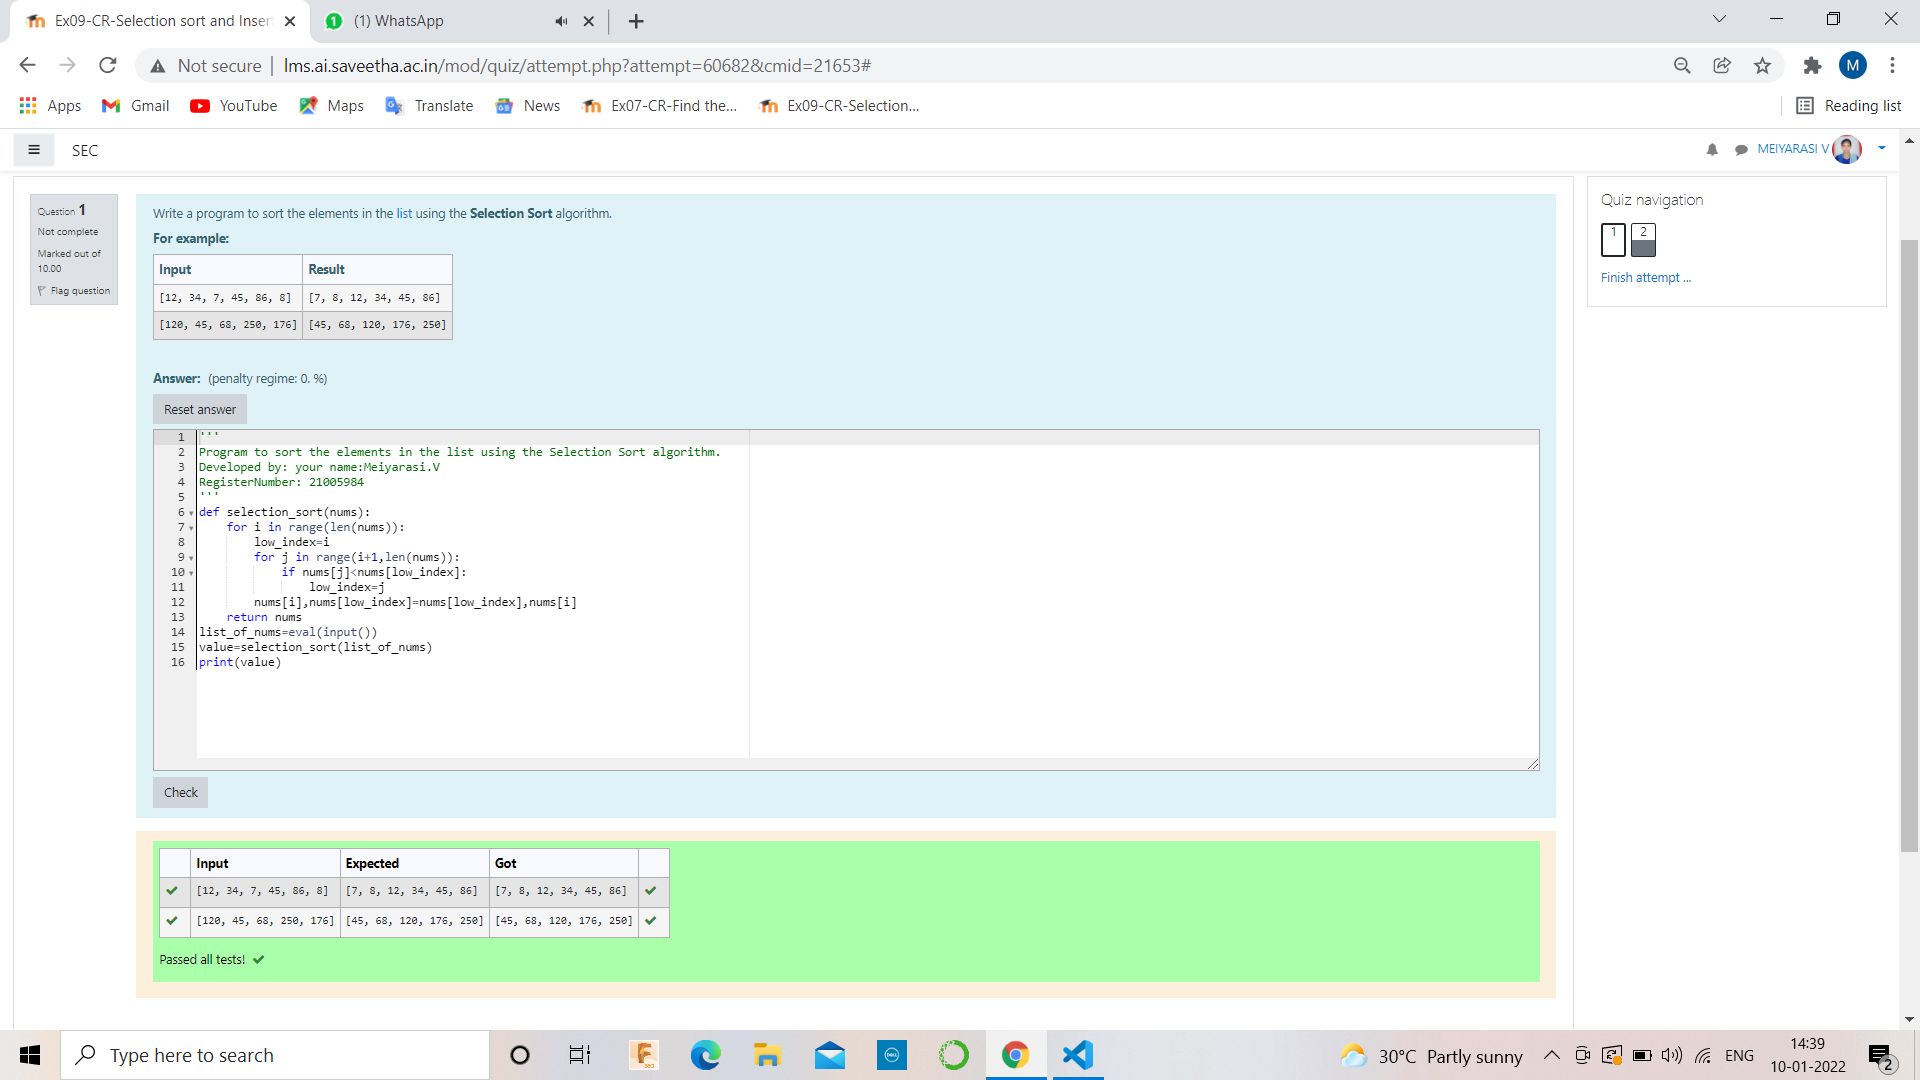 Ex09-CR-Selection sort and Inser
(1) WhatsApp
Not secure
lms.ai.saveetha.ac.in/mod/quiz/attempt.php?attempt=60682&cmid=21653#
M
Apps
Gmail
YouTube
Maps
Translate
News
Ex07-CR-Find the...
Ex09-CR-Selection...
Reading list
SEC
MEIYARASI V
Question 1
Not complete
Marked out of
10.00
Flag question
Write a program to sort the elements in the list using the Selection Sort algorithm.
For example:
Input Result
[12, 34, 7, 45, 86, 8] [7, 8, 12, 34, 45, 86]
[120, 45, 68, 250, 176] [45, 68, 120, 176, 250]
Answer: (penalty regime: 0. %)
Reset answer
1 '''
2 Program to sort the elements in the list using the Selection Sort algorithm.
3 Developed by: your name:Meiyarasi.V
4 RegisterNumber: 21005984
5 '''
6 def selection_sort(nums):
7 for i in range(len(nums)):
8 low_index=i
9 for j in range(i+1,len(nums)):
10 if nums[j]<nums[low_index]:
11 low_index=j
12 nums[i],nums[low_index]=nums[low_index],nums[i]
13 return nums
14 list_of_nums=eval(input())
15 value=selection_sort(list_of_nums)
16 print(value)
Check
Input Expected Got
[12, 34, 7, 45, 86, 8] [7, 8, 12, 34, 45, 86] [7, 8, 12, 34, 45, 86]
[120, 45, 68, 250, 176] [45, 68, 120, 176, 250] [45, 68, 120, 176, 250]
Passed all tests!
Quiz navigation
1 2
Finish attempt ...
Type here to search
30°C Partly sunny
ENG
14:39
10-01-2022
2